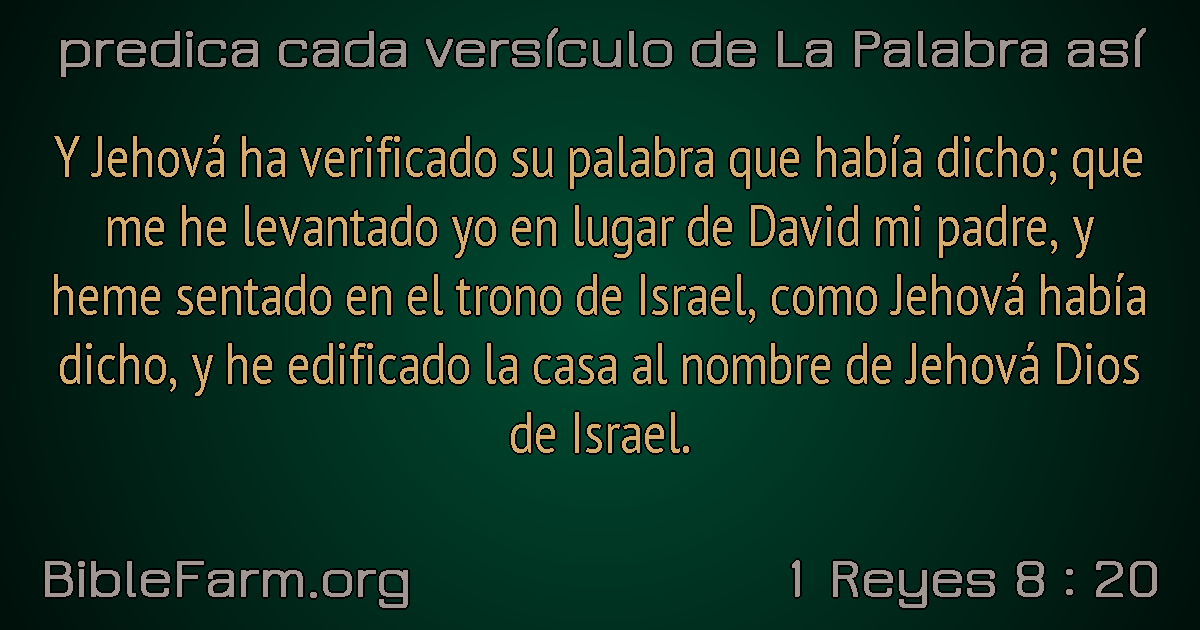 predica cada versículo de La Palabra así
Y Jehová ha verificado su palabra que había dicho; que
me he levantado yo en lugar de David mi padre, y
heme sentado en el trono de Israel, como Jehová había
dicho, y he edificado la casa al nombre de Jehová Dios
de Israel.
BibleFarm.org
1 Reyes 8 : 20